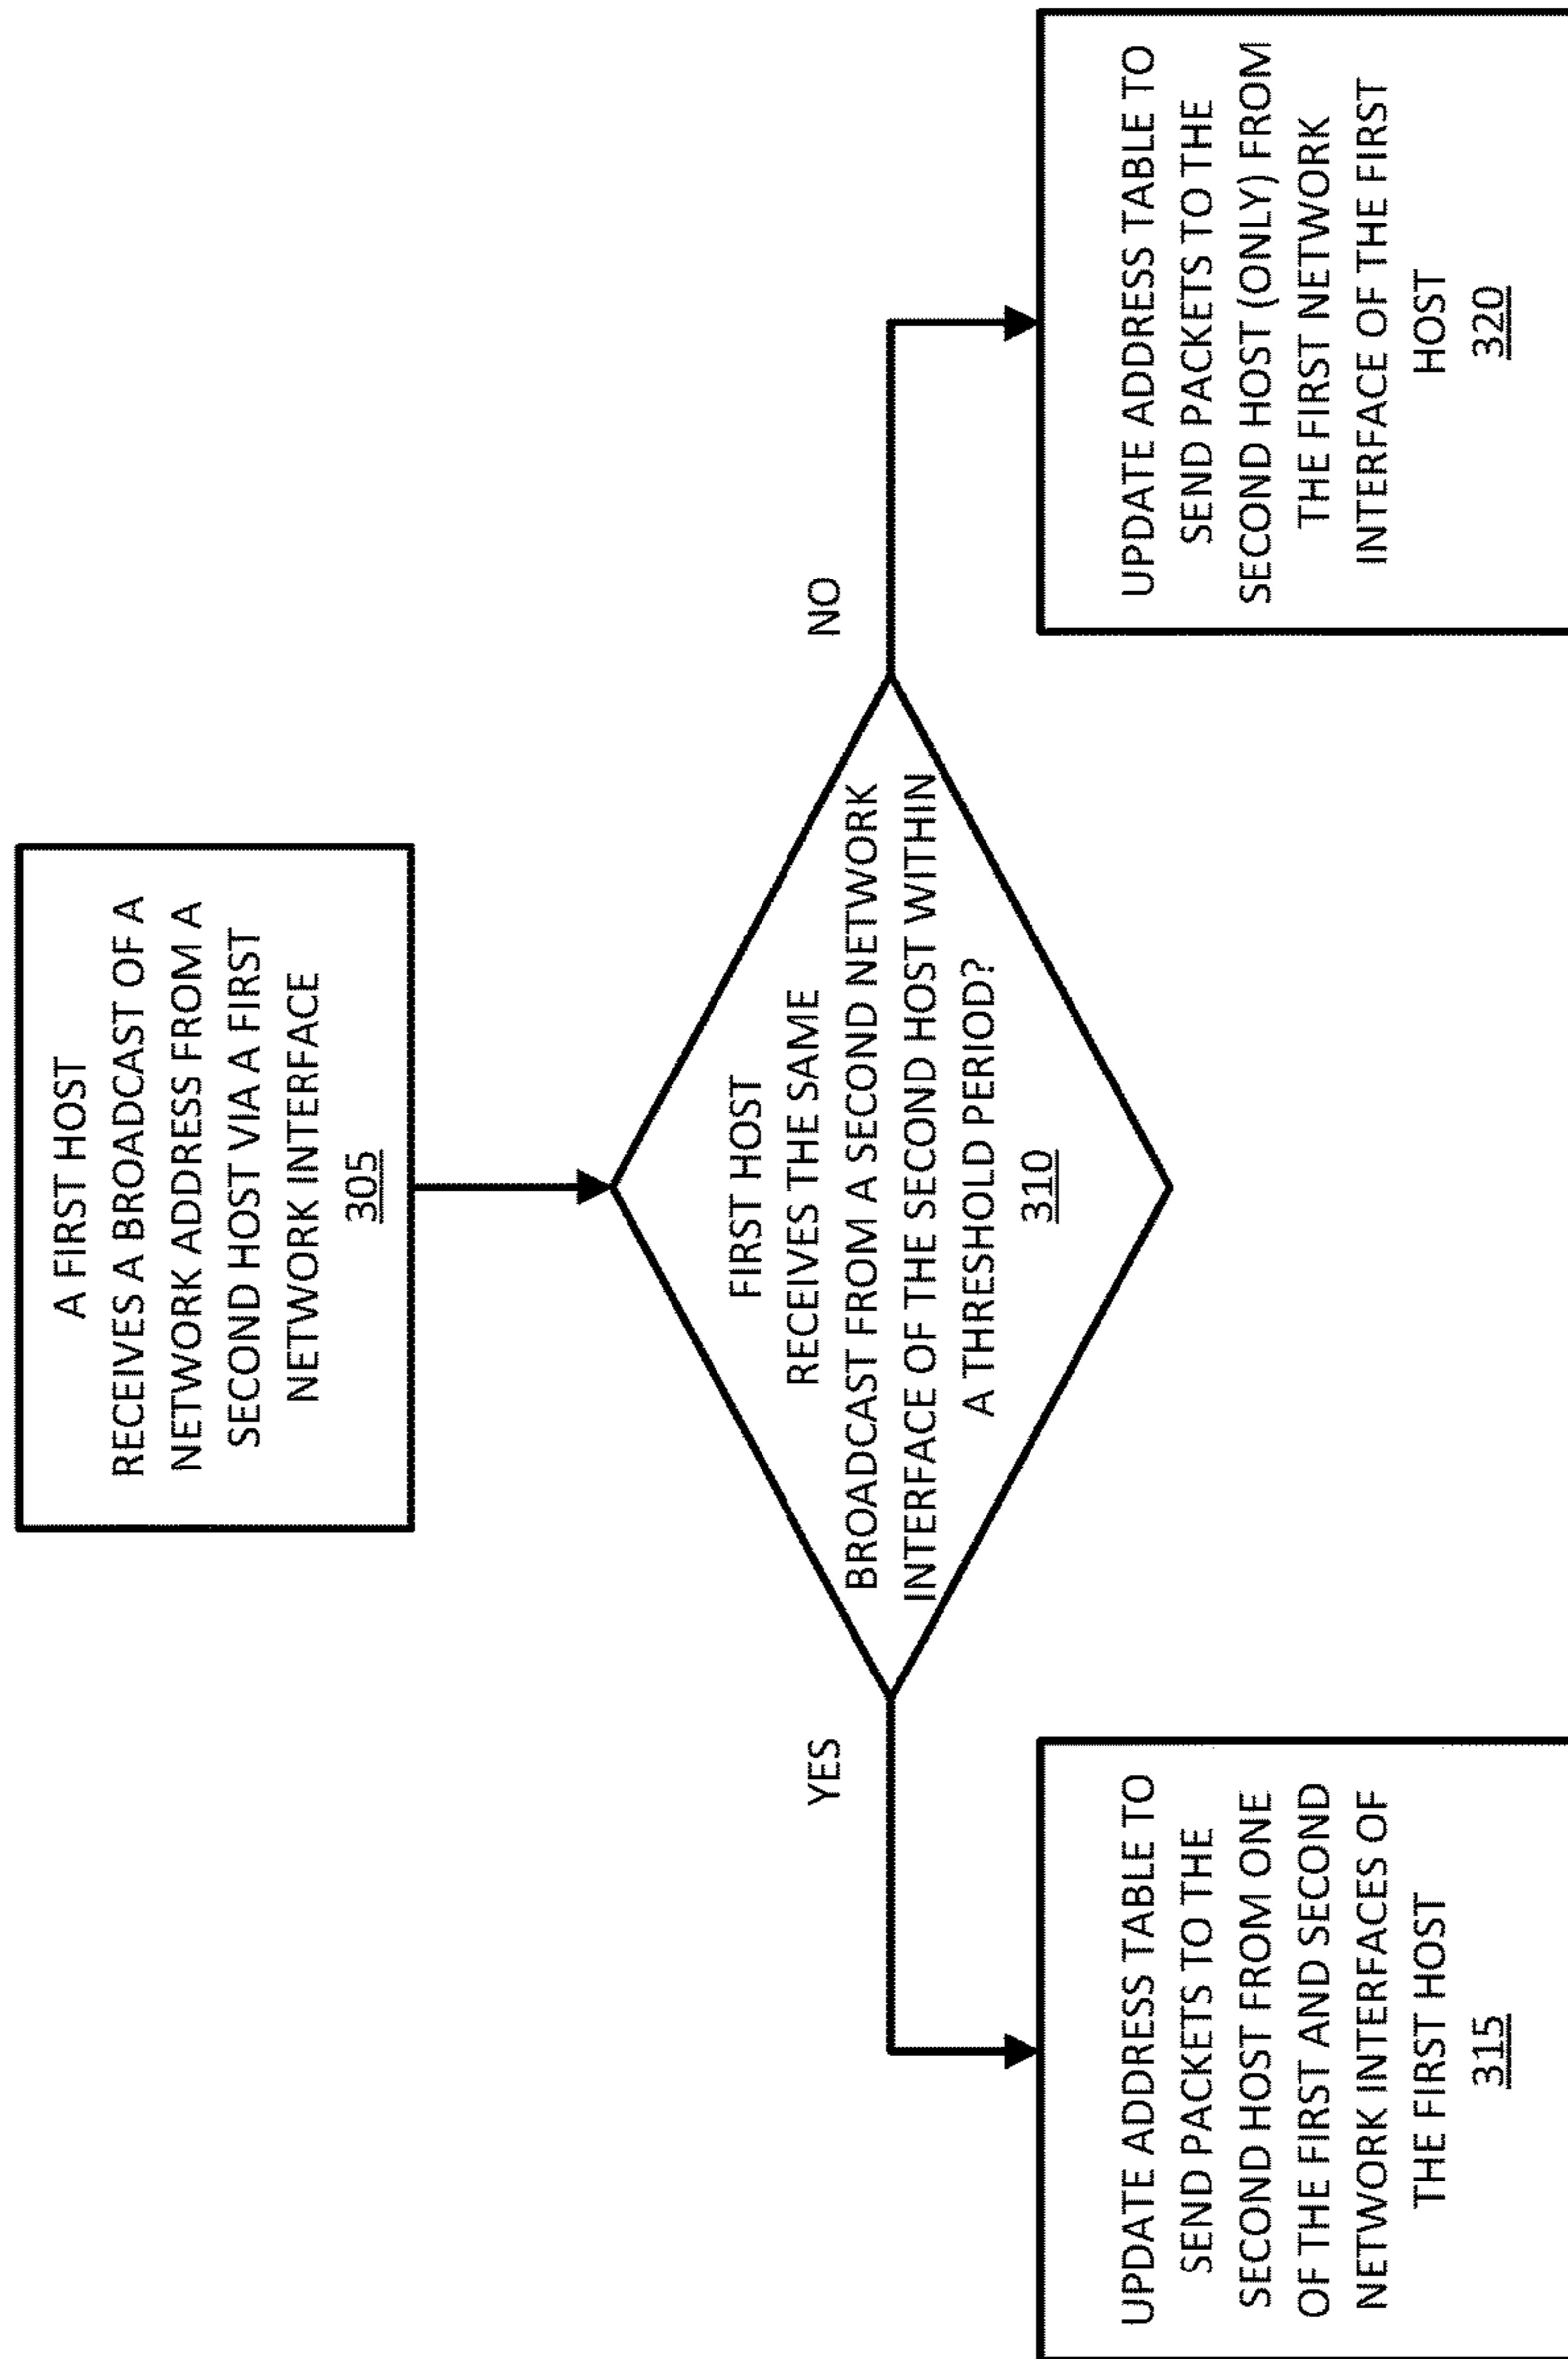 A FIRST HOST
RECEIVES A BROADCAST OF A
NETWORK ADDRESS FROM A
SECOND HOST VIA A FIRST
NETWORK INTERFACE
305
FIRST HOST
RECEIVES THE SAME
BROADCAST FROM A SECOND NETWORK
INTERFACE OF THE SECOND HOST WITHIN
A THRESHOLD PERIOD?
310
YES
NO
UPDATE ADDRESS TABLE TO
SEND PACKETS TO THE
SECOND HOST FROM ONE
OF THE FIRST AND SECOND
NETWORK INTERFACES OF
THE FIRST HOST
315
UPDATE ADDRESS TABLE TO
SEND PACKETS TO THE
SECOND HOST (ONLY) FROM
THE FIRST NETWORK
INTERFACE OF THE FIRST
HOST
320